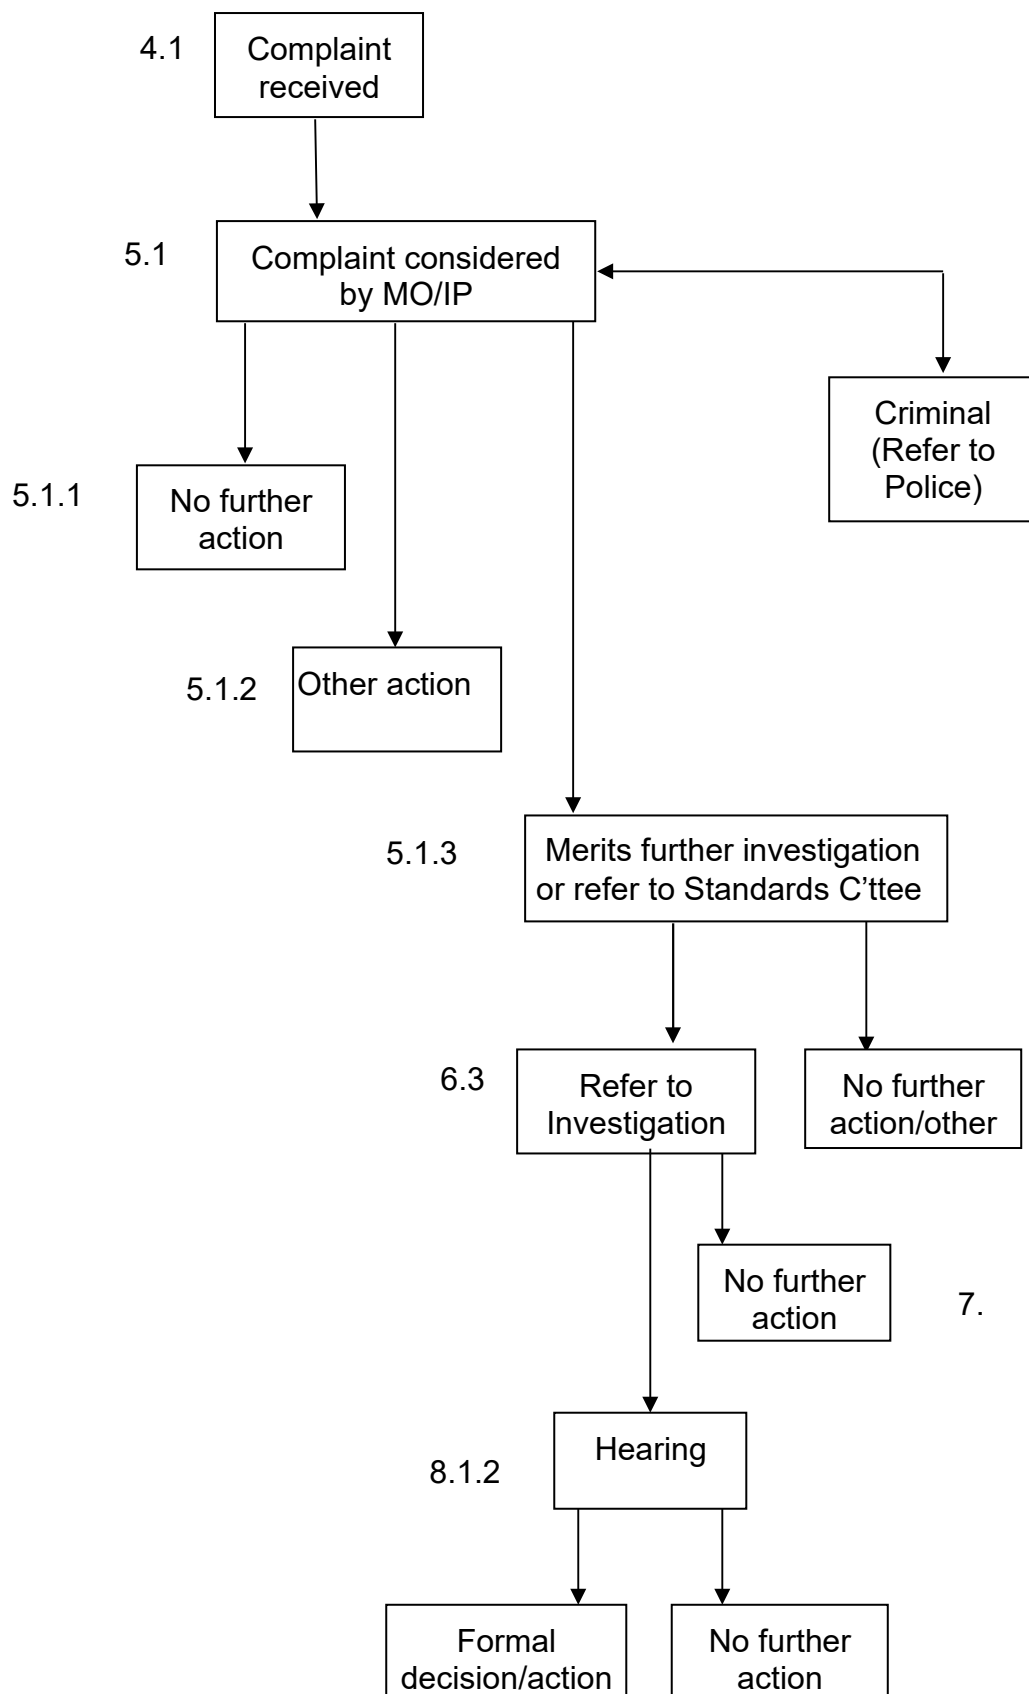 4.1
Complaint
received
5.1
Complaint considered
by MO/IP
Criminal
(Refer to
Police)
5.1.1
No further
action
5.1.2
Other action
5.1.3
Merits further investigation
or refer to Standards C'ttee
6.3
Refer to
Investigation
No further
action/other
No further
action
7.
Hearing
8.1.2
Formal
decision/action
No further
action